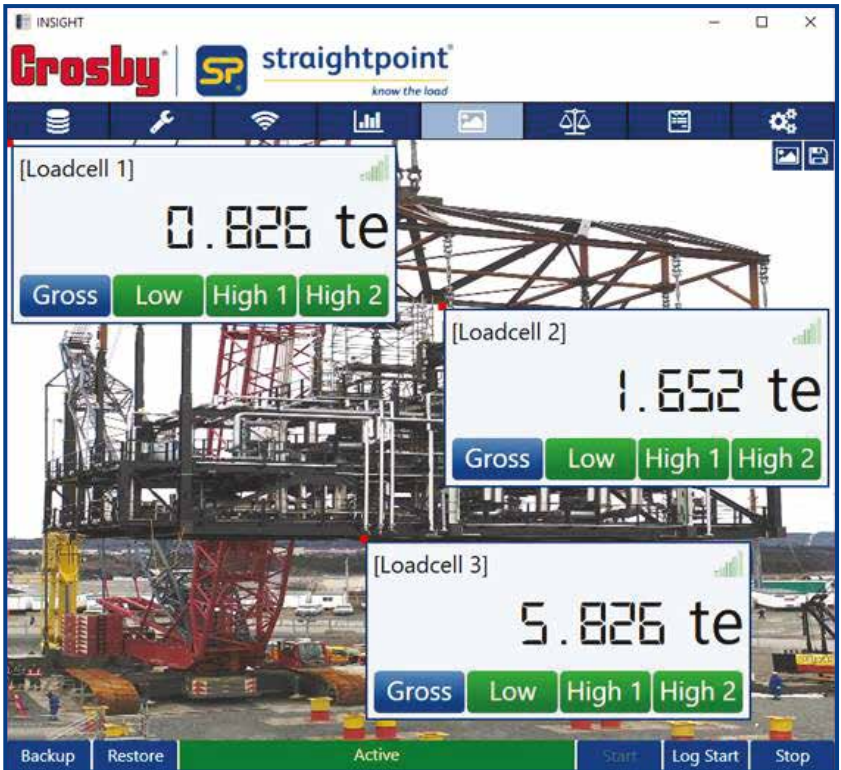 INSIGHT
Crosby® SP® straightpoint®
know the load
[Loadcell 1]
0.826 te
Gross Low High 1 High 2
[Loadcell 2]
1.652 te
Gross Low High 1 High 2
[Loadcell 3]
5.826 te
Gross Low High 1 High 2
Backup Restore Active Start Log Start Stop